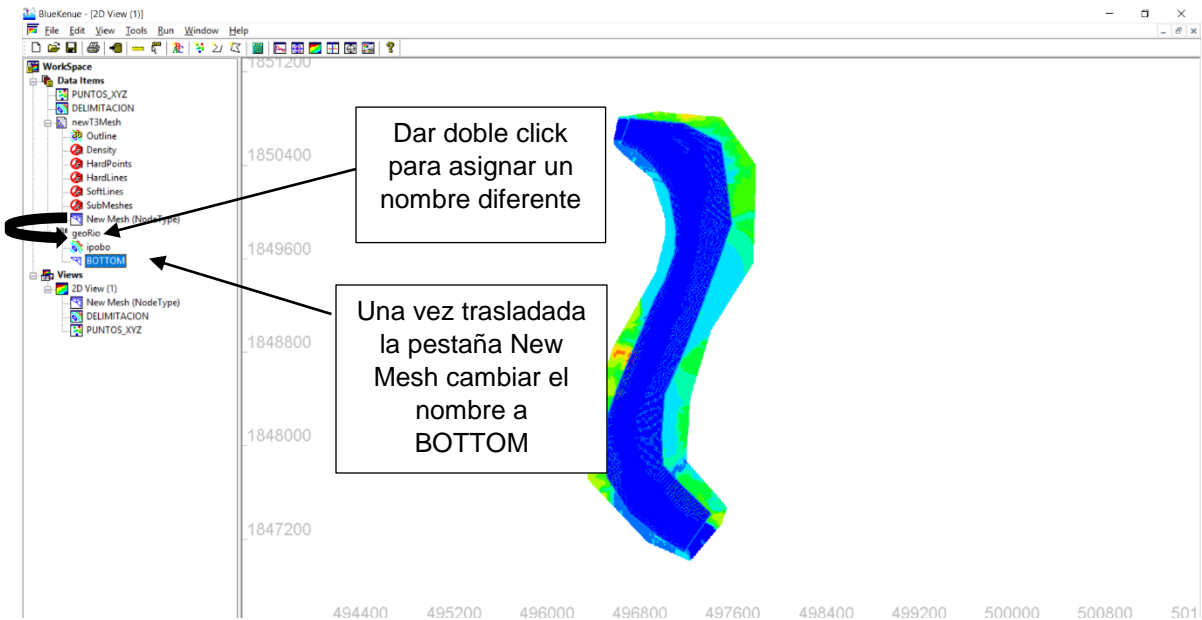 BlueKenue - [2D View (1)]
File Edit View Tools Run Window Help
WorkSpace
Data Items
PUNTOS_XYZ
DELIMITACION
newT3Mesh
Outline
Density
HardPoints
HardLines
SoftLines
SubMeshes
New Mesh (NodeType)
geoRio
ipobo
BOTTOM
Views
2D View (1)
New Mesh (NodeType)
DELIMITACION
PUNTOS_XYZ
1851200
1850400
1849600
1848800
1848000
1847200
Dar doble click
para asignar un
nombre diferente
Una vez trasladada
la pestaña New
Mesh cambiar el
nombre a
BOTTOM
494400 495200 496000 496800 497600 498400 499200 500000 500800 501